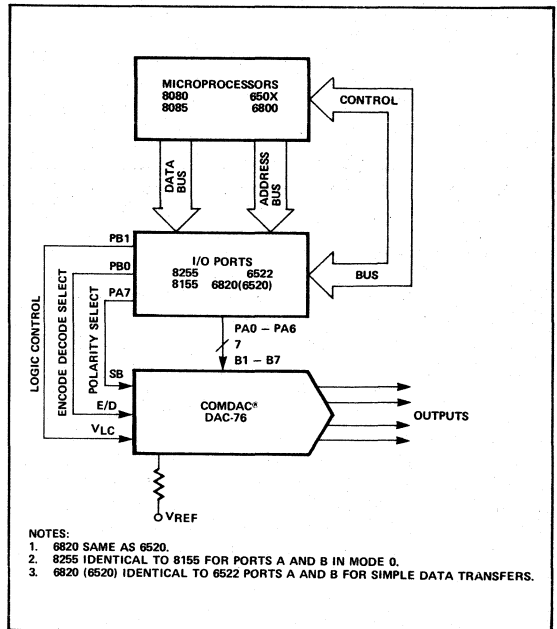 MICROPROCESSORS
8080 650X
8085 6800
CONTROL
DATA BUS
ADDRESS BUS
PB1
PB0
PA7
I/O PORTS
8255 6522
8155 6820(6520)
BUS
LOGIC CONTROL
ENCODE DECODE SELECT
POLARITY SELECT
PA0 – PA6
7
B1 – B7
SB
E/D
VLC
COMDAC®
DAC-76
OUTPUTS
VREF
NOTES:
1. 6820 SAME AS 6520.
2. 8255 IDENTICAL TO 8155 FOR PORTS A AND B IN MODE 0.
3. 6820 (6520) IDENTICAL TO 6522 PORTS A AND B FOR SIMPLE DATA TRANSFERS.